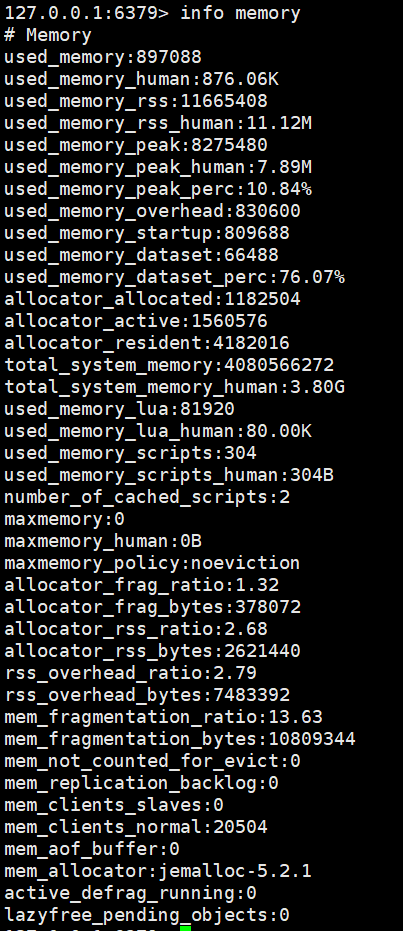 127.0.0.1:6379> info memory
# Memory
used_memory:897088
used_memory_human:876.06K
used_memory_rss:11665408
used_memory_rss_human:11.12M
used_memory_peak:8275480
used_memory_peak_human:7.89M
used_memory_peak_perc:10.84%
used_memory_overhead:830600
used_memory_startup:809688
used_memory_dataset:66488
used_memory_dataset_perc:76.07%
allocator_allocated:1182504
allocator_active:1560576
allocator_resident:4182016
total_system_memory:4080566272
total_system_memory_human:3.80G
used_memory_lua:81920
used_memory_lua_human:80.00K
used_memory_scripts:304
used_memory_scripts_human:304B
number_of_cached_scripts:2
maxmemory:0
maxmemory_human:0B
maxmemory_policy:noeviction
allocator_frag_ratio:1.32
allocator_frag_bytes:378072
allocator_rss_ratio:2.68
allocator_rss_bytes:2621440
rss_overhead_ratio:2.79
rss_overhead_bytes:7483392
mem_fragmentation_ratio:13.63
mem_fragmentation_bytes:10809344
mem_not_counted_for_evict:0
mem_replication_backlog:0
mem_clients_slaves:0
mem_clients_normal:20504
mem_aof_buffer:0
mem_allocator:jemalloc-5.2.1
active_defrag_running:0
lazyfree_pending_objects:0